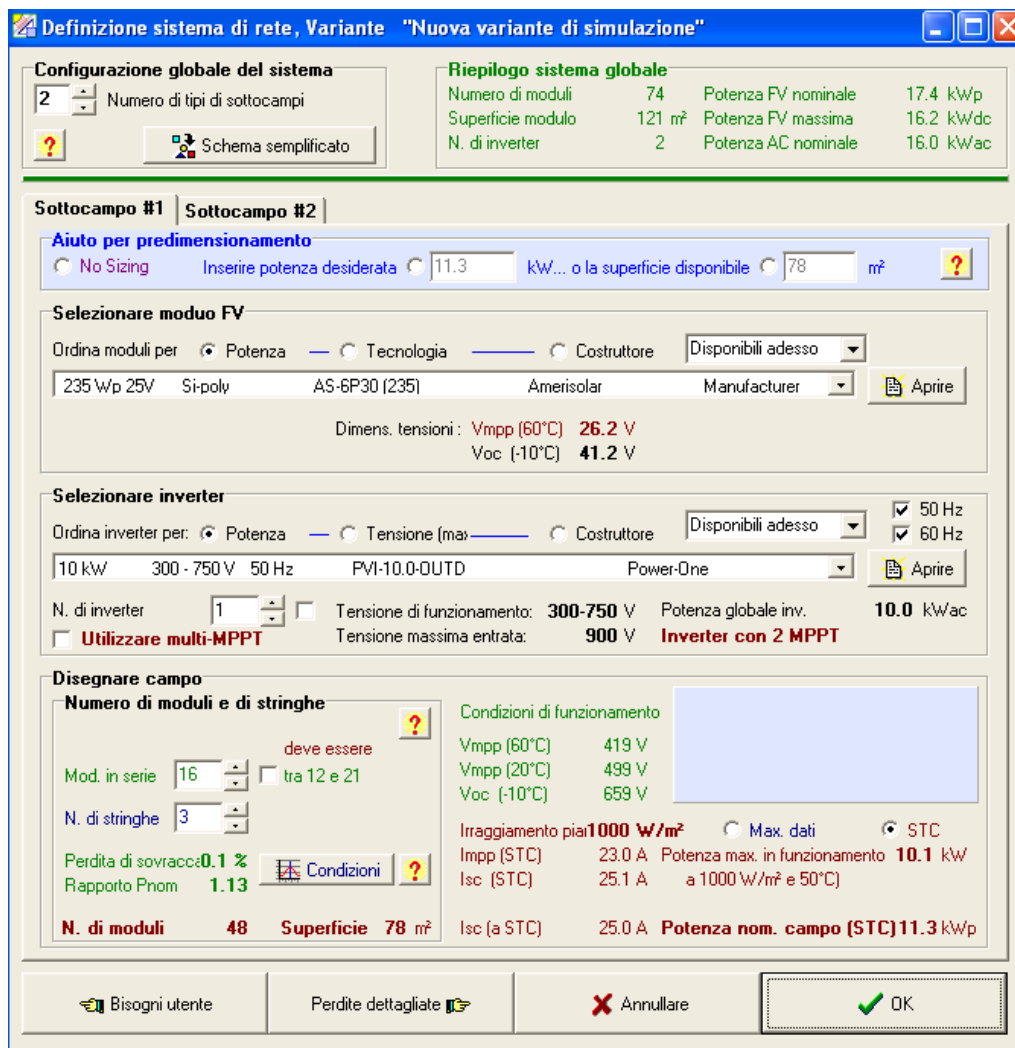 Definizione sistema di rete, Variante "Nuova variante di simulazione"
Configurazione globale del sistema
2 Numero di tipi di sottocampi
? Schema semplificato
Riepilogo sistema globale
Numero di moduli 74 Potenza FV nominale 17.4 kWp
Superficie modulo 121 m² Potenza FV massima 16.2 kWdc
N. di inverter 2 Potenza AC nominale 16.0 kWac
Sottocampo #1 Sottocampo #2
Aiuto per predimensionamento
No Sizing Inserire potenza desiderata 11.3 kW... o la superficie disponibile 78 m² ?
Selezionare moduo FV
Ordina moduli per Potenza Tecnologia Costruttore Disponibili adesso
235 Wp 25V Si-poly AS-6P30 (235) Amerisolar Manufacturer Aprire
Dimens. tensioni : Vmpp (60°C) 26.2 V
Voc (-10°C) 41.2 V
Selezionare inverter
Ordina inverter per: Potenza Tensione (max Costruttore Disponibili adesso 50 Hz
60 Hz
10 kW 300 - 750 V 50 Hz PVI-10.0-OUTD Power-One Aprire
N. di inverter 1 Tensione di funzionamento: 300-750 V Potenza globale inv. 10.0 kWac
Utilizzare multi-MPPT Tensione massima entrata: 900 V Inverter con 2 MPPT
Disegnare campo
Numero di moduli e di stringhe
?
deve essere
Mod. in serie 16 tra 12 e 21
N. di stringhe 3
Perdita di sovracca 0.1 %
Rapporto Pnom 1.13
Condizioni ?
N. di moduli 48 Superficie 78 m²
Condizioni di funzionamento
Vmpp (60°C) 419 V
Vmpp (20°C) 499 V
Voc (-10°C) 659 V
Irraggiamento pian 1000 W/m² Max. dati STC
Impp (STC) 23.0 A Potenza max. in funzionamento 10.1 kW
Isc (STC) 25.1 A a 1000 W/m² e 50°C)
Isc (a STC) 25.0 A Potenza nom. campo (STC) 11.3 kWp
Bisogni utente Perdite dettagliate Annullare OK